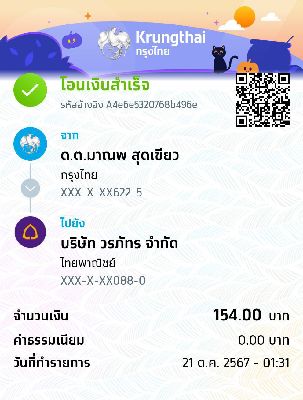 Krungthai
กรุงไทย
โอนเงินสำเร็จ
รหัสอ้างอิง A4e6e5320768b496e
จาก
ด.ต.มาณพ สุดเขียว
กรุงไทย
XXX-X-XX622-5
ไปยัง
บริษัท วรภัทร จำกัด
ไทยพาณิชย์
XXX-X-XX088-0
จำนวนเงิน 154.00 บาท
ค่าธรรมเนียม 0.00 บาท
วันที่ทำรายการ 21 ต.ค. 2567 - 01:31